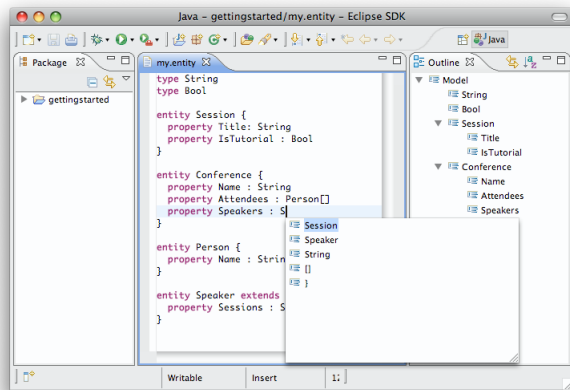 Java – gettingstarted/my.entity – Eclipse SDK
Java
Package
my.entity
Outline
gettingstarted
type String
type Bool
entity Session {
property Title: String
property IsTutorial : Bool
}
entity Conference {
property Name : String
property Attendees : Person[]
property Speakers : S
}
entity Person {
property Name : Strin
}
entity Speaker extends
property Sessions : S
}
Session
Speaker
String
[]
}
Model
String
Bool
Session
Title
IsTutorial
Conference
Name
Attendees
Speakers
Writable
Insert